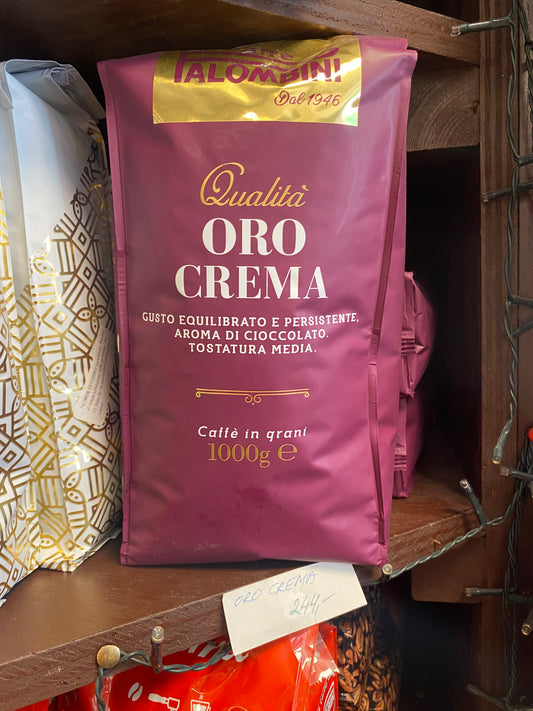 PALOMBINI
Dal 1946
Qualità
ORO
CREMA
GUSTO EQUILIBRATO E PERSISTENTE,
AROMA DI CIOCCOLATO.
TOSTATURA MEDIA.
Caffè in grani
1000g ℮
ORO CREMA
244,-